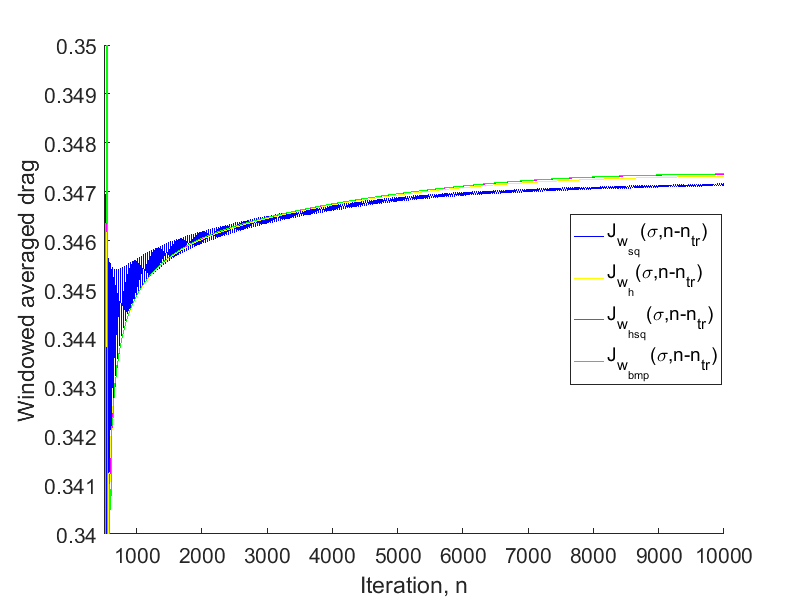 0.35
0.349
0.348
0.347
0.346
0.345
0.344
0.343
0.342
0.341
0.34
Windowed averaged drag
1000 2000 3000 4000 5000 6000 7000 8000 9000 10000
Iteration, n
J_{w_{sq}}(σ,n-n_{tr})
J_{w_{h}}(σ,n-n_{tr})
J_{w_{hsq}}(σ,n-n_{tr})
J_{w_{bmp}}(σ,n-n_{tr})